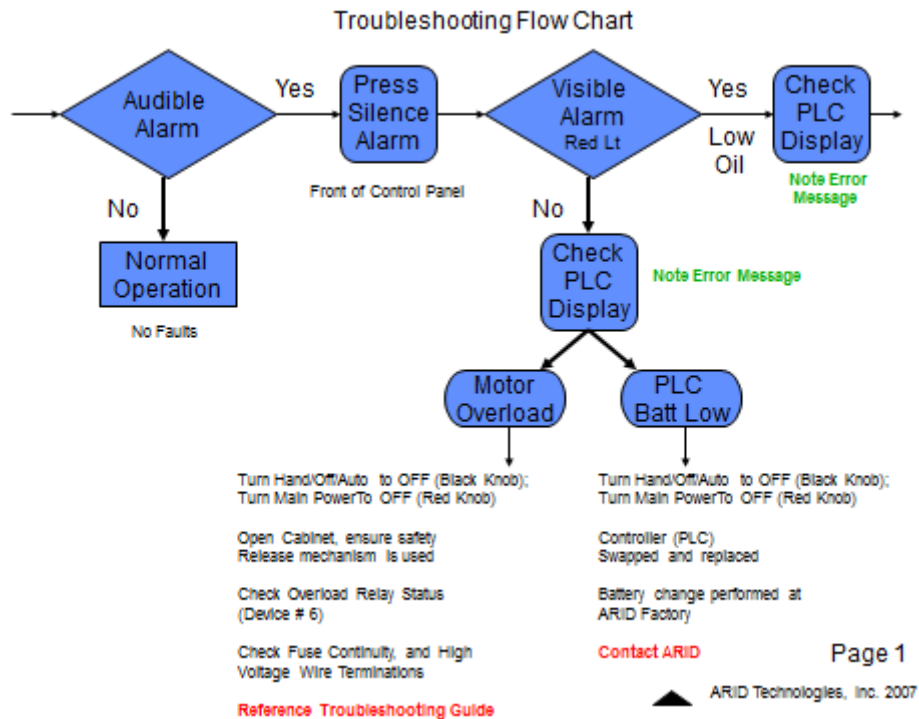 Troubleshooting Flow Chart
Audible
Alarm
Yes
Press
Silence
Alarm
Front of Control Panel
Visible
Alarm
Red Lt
Yes
Low
Oil
Check
PLC
Display
Note Error
Message
No
Normal
Operation
No Faults
No
Check
PLC
Display
Note Error Message
Motor
Overload
PLC
Batt Low
Turn Hand/Off/Auto to OFF (Black Knob);
Turn Main PowerTo OFF (Red Knob)
Open Cabinet, ensure safety
Release mechanism is used
Check Overload Relay Status
(Device # 6)
Check Fuse Continuity, and High
Voltage Wire Terminations
Reference Troubleshooting Guide
Turn Hand/Off/Auto to OFF (Black Knob);
Turn Main PowerTo OFF (Red Knob)
Controller (PLC)
Swapped and replaced
Battery change performed at
ARID Factory
Contact ARID
Page 1
ARID Technologies, Inc. 2007